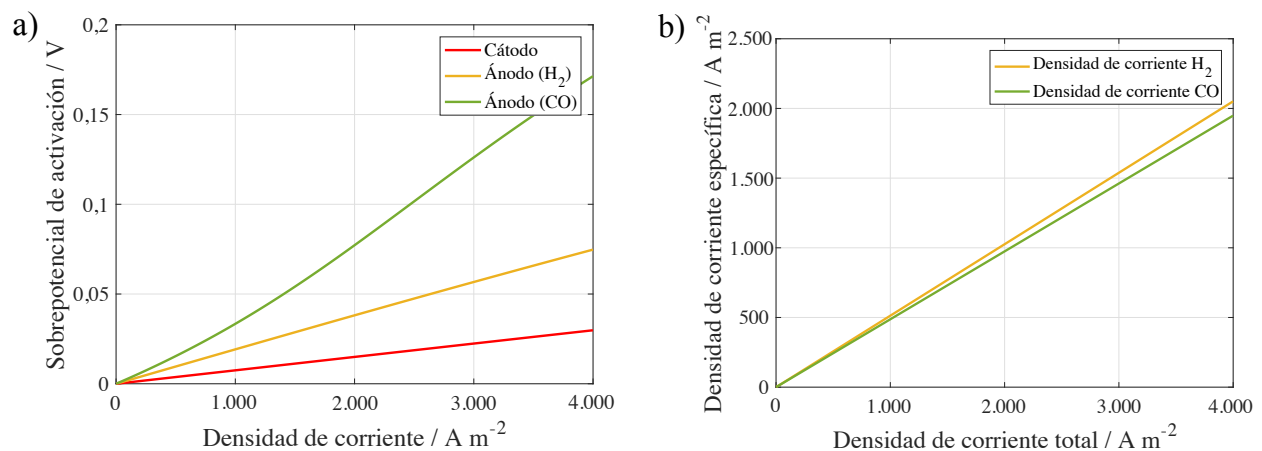 a)
0,2
0,15
0,1
0,05
0
Sobrepotencial de activación / V
Cátodo
Ánodo (H2)
Ánodo (CO)
0
1.000
2.000
3.000
4.000
Densidad de corriente / A m-2
b)
2.500
2.000
1.500
1.000
500
0
Densidad de corriente específica / A m-2
Densidad de corriente H2
Densidad de corriente CO
0
1.000
2.000
3.000
4.000
Densidad de corriente total / A m-2